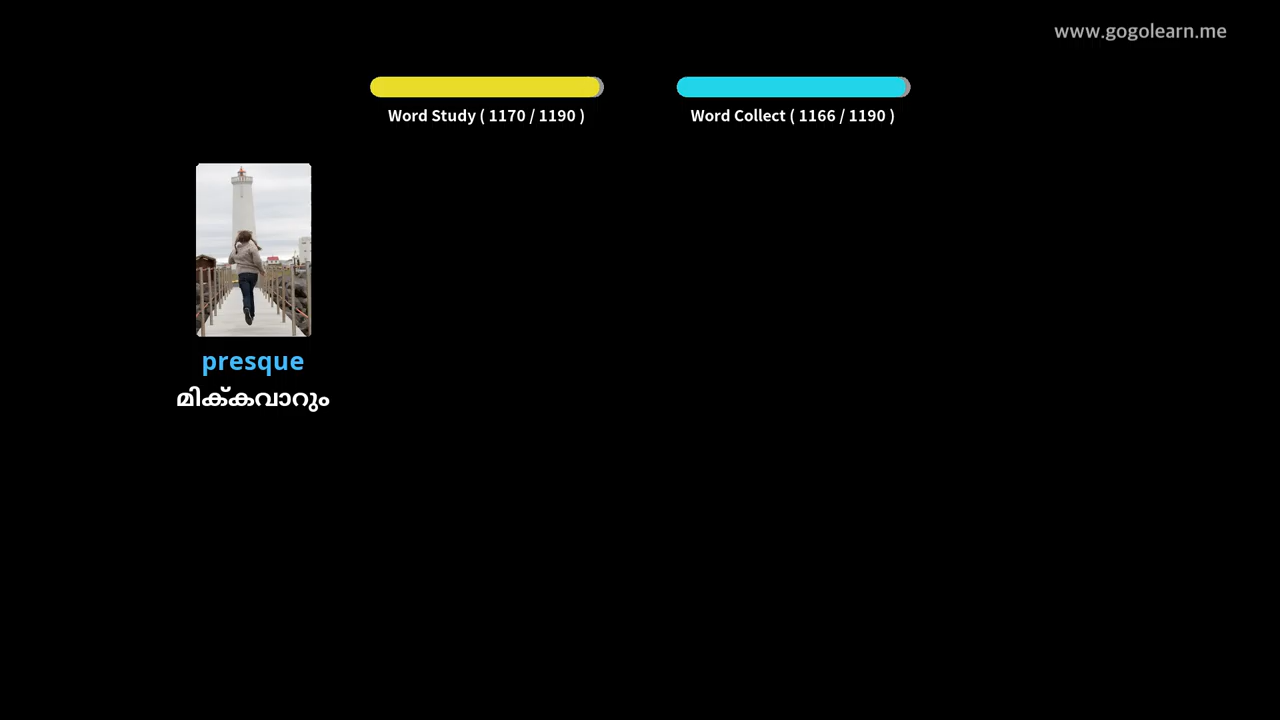 www.gogolearn.me
Word Study ( 1170 / 1190 )
Word Collect ( 1166 / 1190 )
presque
മിക്കവാറും